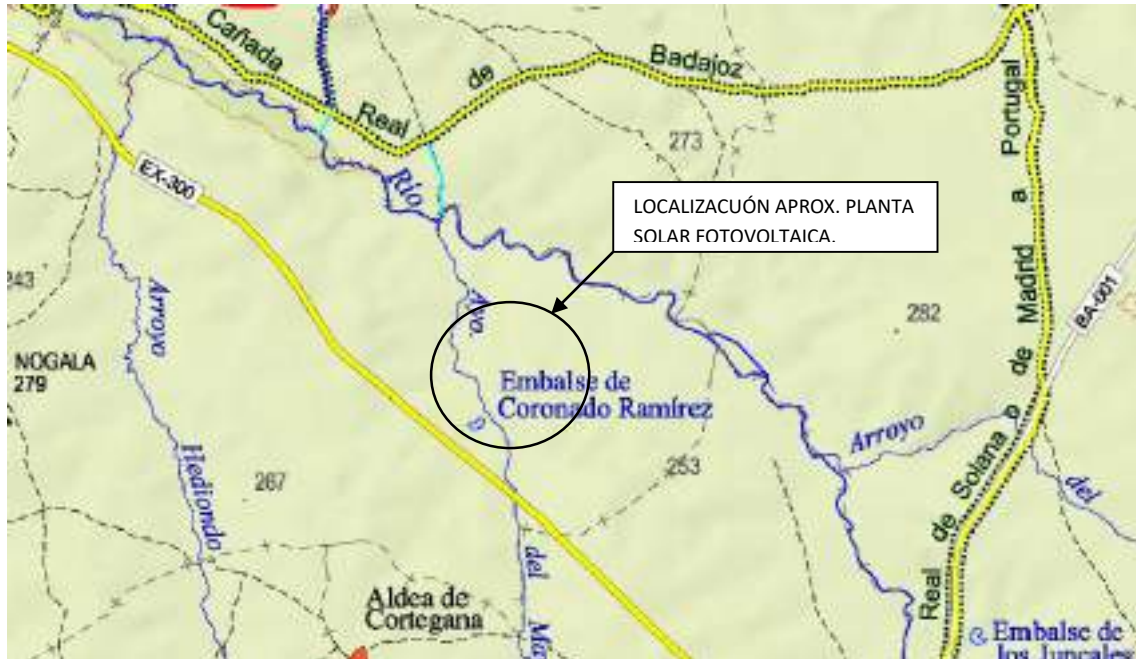 Cañada
Real
de
Badajoz
273
Portugal
a
Madrid
de
Solana
de
Real
EX-300
Río
LOCALIZACUÓN APROX. PLANTA
SOLAR FOTOVOLTAICA.
BA-001
243
Arroyo
Hediondo
NOGALA
279
Avo.
282
Embalse de
Coronado Ramírez
Arroyo
del
253
267
del
Ma
Aldea de
Cortegana
Embalse de
los Juncales